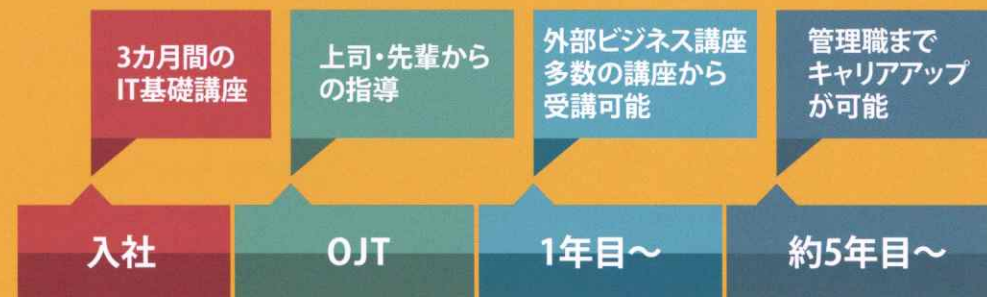 3カ月間の
IT基礎講座
上司・先輩から
の指導
外部ビジネス講座
多数の講座から
受講可能
管理職まで
キャリアアップ
が可能
入社
OJT
1年目～
約5年目～